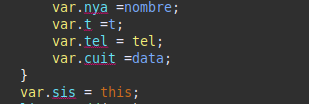 var.nya =nombre;
var.t =t;
var.tel = tel;
var.cuit =data;
}
var.sis = this;